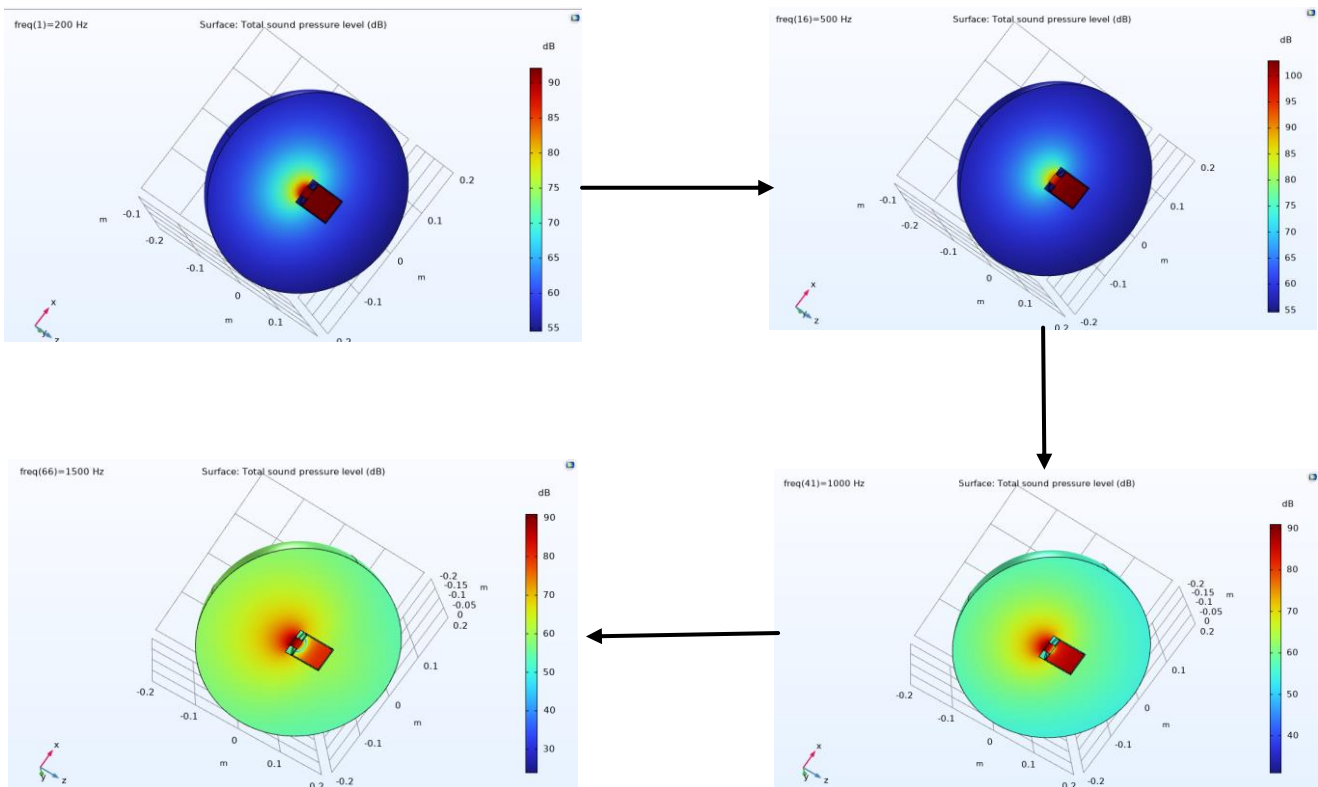 freq(1)=200 Hz
Surface: Total sound pressure level (dB)
dB
90
85
80
75
70
65
60
55
m
-0.1
-0.2
-0.1
0
m
0.1
0.2
0.2
0.1
0
m
-0.1
x
y
z
freq(16)=500 Hz
Surface: Total sound pressure level (dB)
dB
100
95
90
85
80
75
70
65
60
55
m
-0.1
-0.2
-0.1
0
m
0.1
0.2
0.2
0.1
0
m
-0.1
-0.2
x
y
z
freq(66)=1500 Hz
Surface: Total sound pressure level (dB)
dB
90
80
70
60
50
40
30
-0.2
-0.15
m
-0.1
-0.05
0
0.2
0.1
0
m
-0.1
-0.2
-0.2
-0.1
0
m
0.1
0.2
x
y
z
freq(41)=1000 Hz
Surface: Total sound pressure level (dB)
dB
90
80
70
60
50
40
-0.2
-0.15
m
-0.1
-0.05
0
0.2
0.1
0
m
-0.1
-0.2
-0.2
-0.1
0
m
0.1
0.2
x
y
z